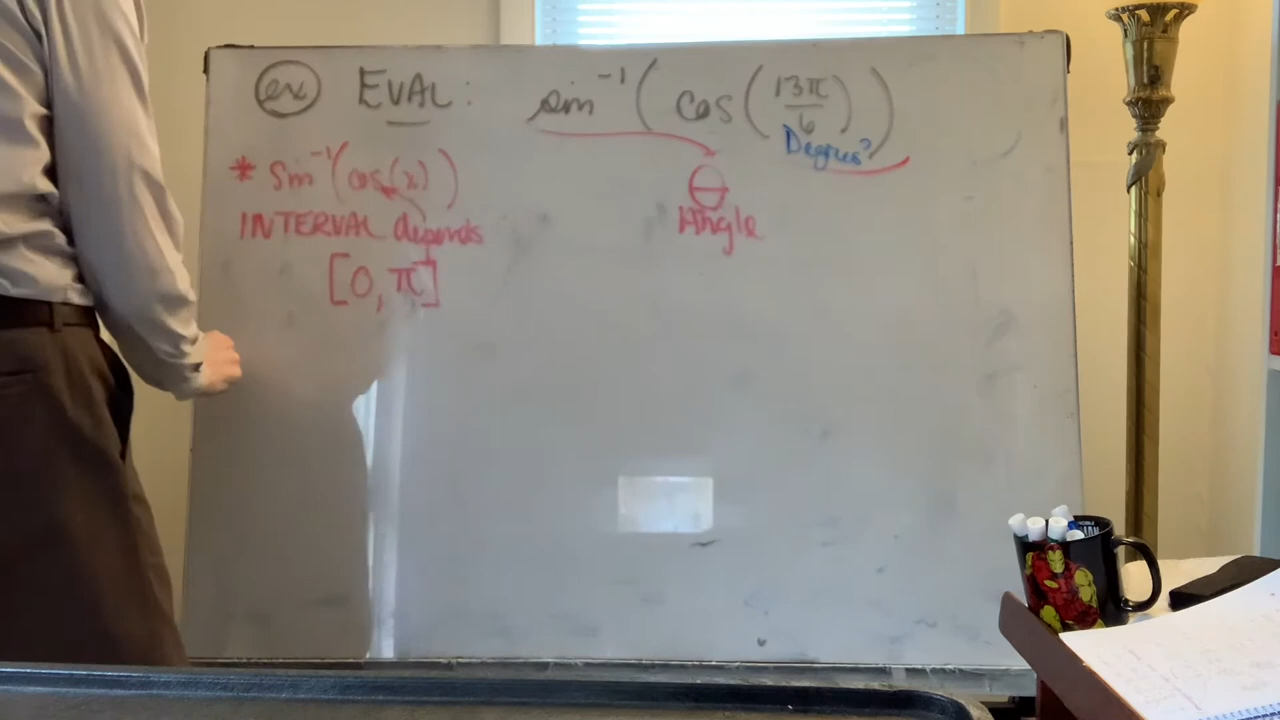 ex EVAL: sin⁻¹(cos(13π/6))
Degrees?
* Sin⁻¹(cos(x))
INTERVAL depends
[0, π]
θ
Angle